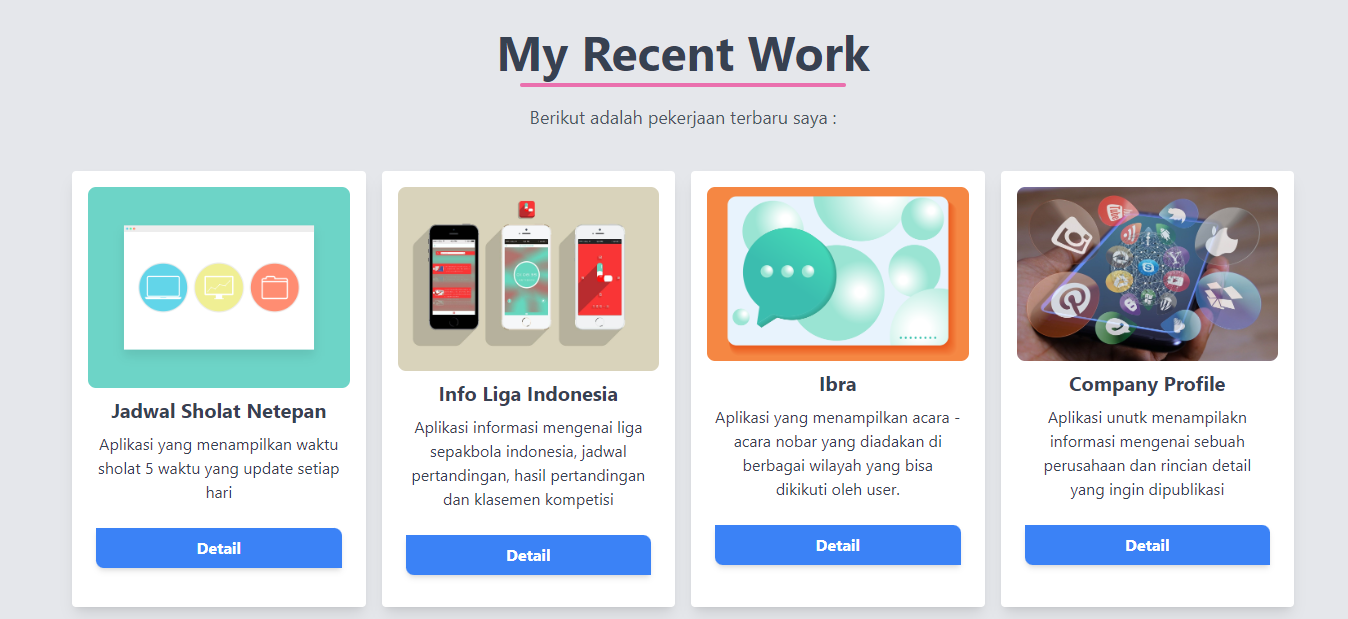 My Recent Work
Berikut adalah pekerjaan terbaru saya :
Jadwal Sholat Netepan
Aplikasi yang menampilkan waktu
sholat 5 waktu yang update setiap
hari
Detail
Info Liga Indonesia
Aplikasi informasi mengenai liga
sepakbola indonesia, jadwal
pertandingan, hasil pertandingan
dan klasemen kompetisi
Detail
Ibra
Aplikasi yang menampilkan acara -
acara nobar yang diadakan di
berbagai wilayah yang bisa
dikikuti oleh user.
Detail
Company Profile
Aplikasi unutk menampilakn
informasi mengenai sebuah
perusahaan dan rincian detail
yang ingin dipublikasi
Detail